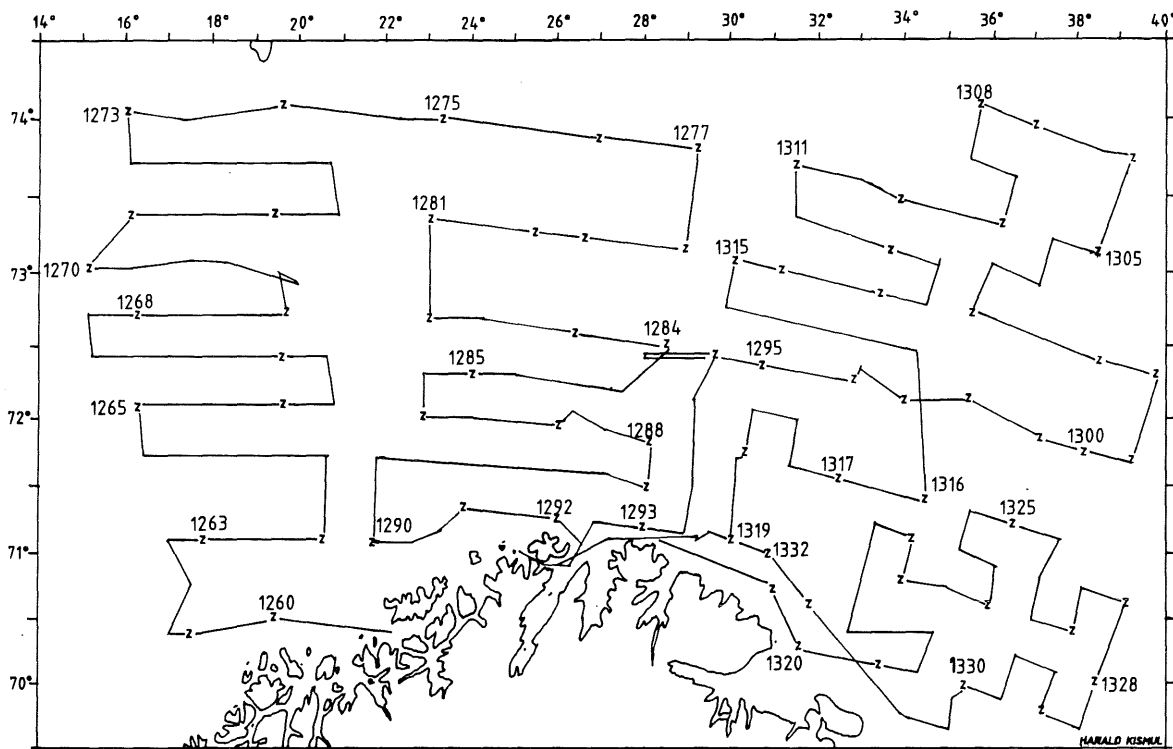 14° 16° 18° 20° 22° 24° 26° 28° 30° 32° 34° 36° 38° 40°
1308
z
74° 1273 z z 1275 z z 1277 z z z
1311 z
z z
1281 z z z z z z
1315 z z z
1305 z
73° 1270 z
1268 z z z z z z
1284 z z 1295 z z z z
1285 z z
72° 1265 z z z z z z z
1288 z z z 1300 z z
1317 z 1316 z
z z 1292 z 1293 z 1325 z
71° 1263 z z 1290 z 1319 z 1332 z z
z z z z z
1260 z z z
1320 z z
70° 1330 z z 1328 z
HARALD KISMUL